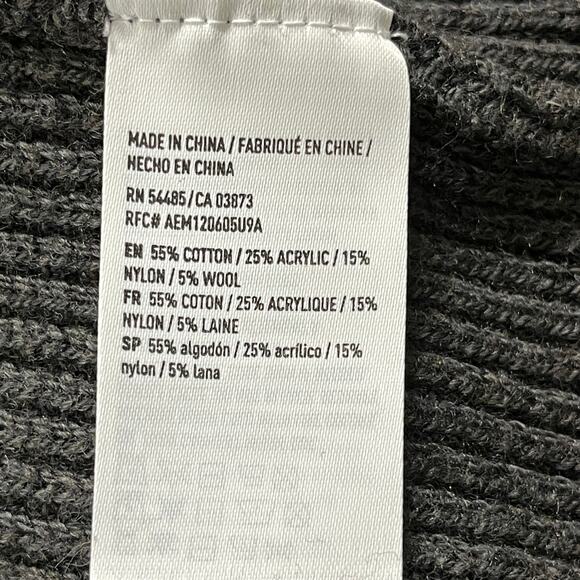 MADE IN CHINA / FABRIQUÉ EN CHINE /
HECHO EN CHINA
RN 54485/CA 03873
RFC# AEM120605U9A
EN 55% COTTON / 25% ACRYLIC / 15%
NYLON / 5% WOOL
FR 55% COTON / 25% ACRYLIQUE / 15%
NYLON / 5% LAINE
SP 55% algodón / 25% acrílico / 15%
nylon / 5% lana